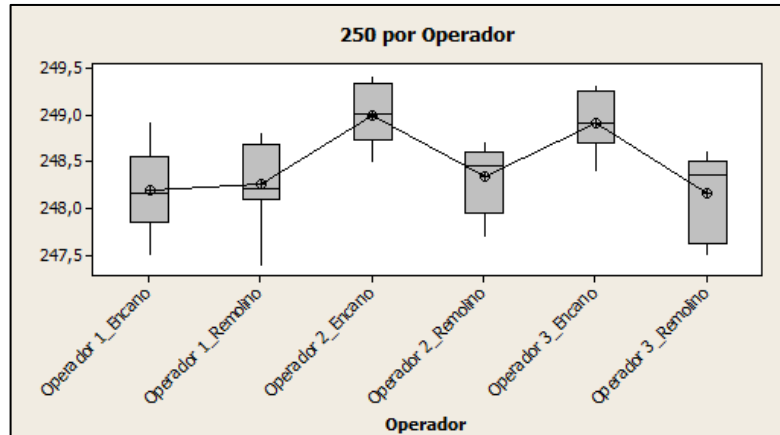 250 por Operador
249,5
249,0
248,5
248,0
247,5
Operador 1_Encano
Operador 1_Remolino
Operador 2_Encano
Operador 2_Remolino
Operador 3_Encano
Operador 3_Remolino
Operador